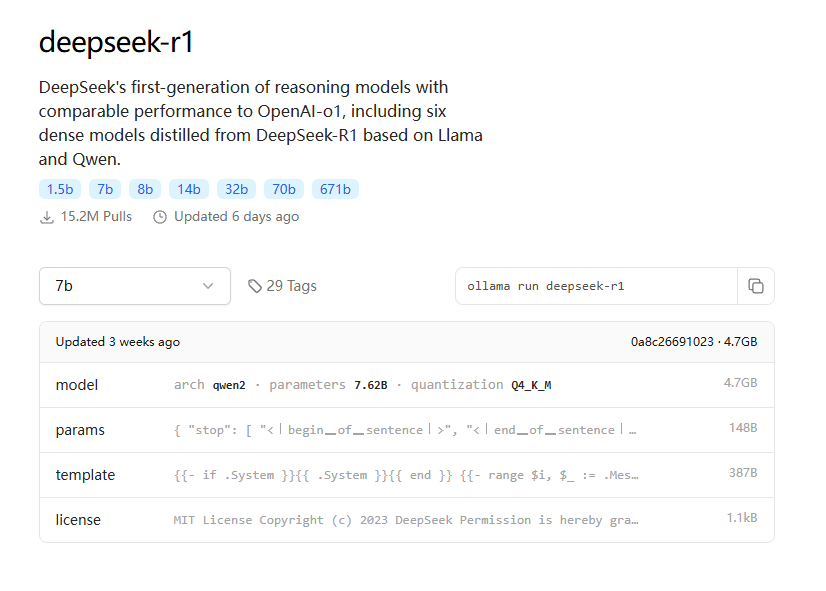 deepseek-r1
DeepSeek's first-generation of reasoning models with
comparable performance to OpenAI-o1, including six
dense models distilled from DeepSeek-R1 based on Llama
and Qwen.
1.5b 7b 8b 14b 32b 70b 671b
15.2M Pulls Updated 6 days ago
7b 29 Tags ollama run deepseek-r1
Updated 3 weeks ago 0a8c26691023 · 4.7GB
model arch qwen2 · parameters 7.62B · quantization Q4_K_M 4.7GB
params { "stop": [ "<｜begin▁of▁sentence｜>", "<｜end▁of▁sentence｜… 148B
template {{- if .System }}{{ .System }}{{ end }} {{- range $i, $_ := .Mes… 387B
license MIT License Copyright (c) 2023 DeepSeek Permission is hereby gra… 1.1kB